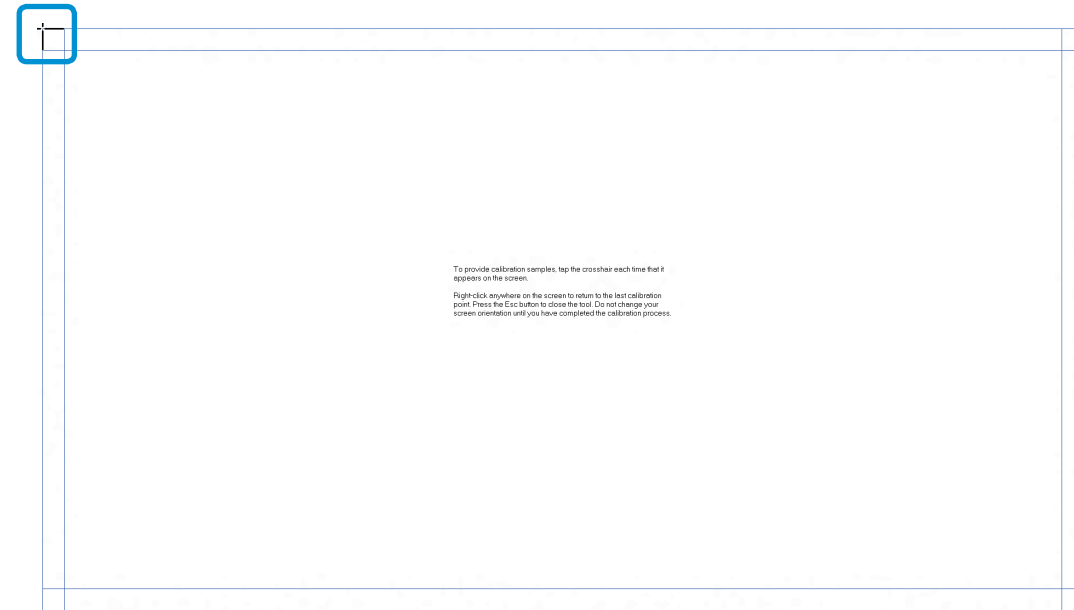 To provide calibration samples, tap the crosshair each time that it
appears on the screen.
Right-click anywhere on the screen to return to the last calibration
point. Press the Esc button to close the tool. Do not change your
screen orientation until you have completed the calibration process.